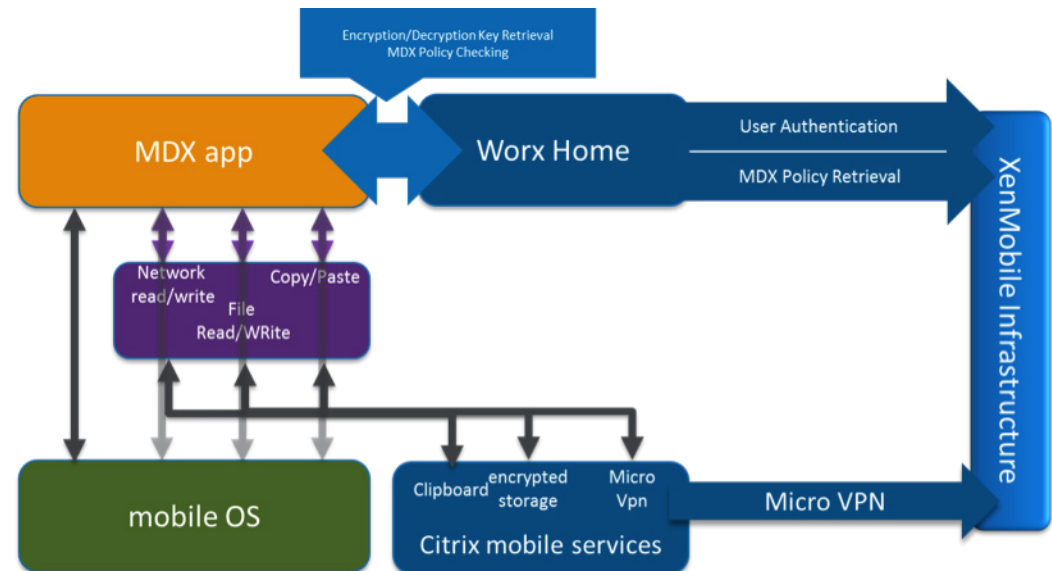 Encryption/Decryption Key Retrieval
MDX Policy Checking
MDX app
Worx Home
User Authentication
MDX Policy Retrieval
XenMobile Infrastructure
Network
read/write
Copy/Paste
File
Read/WRite
mobile OS
Clipboard
encrypted
storage
Micro
Vpn
Citrix mobile services
Micro VPN